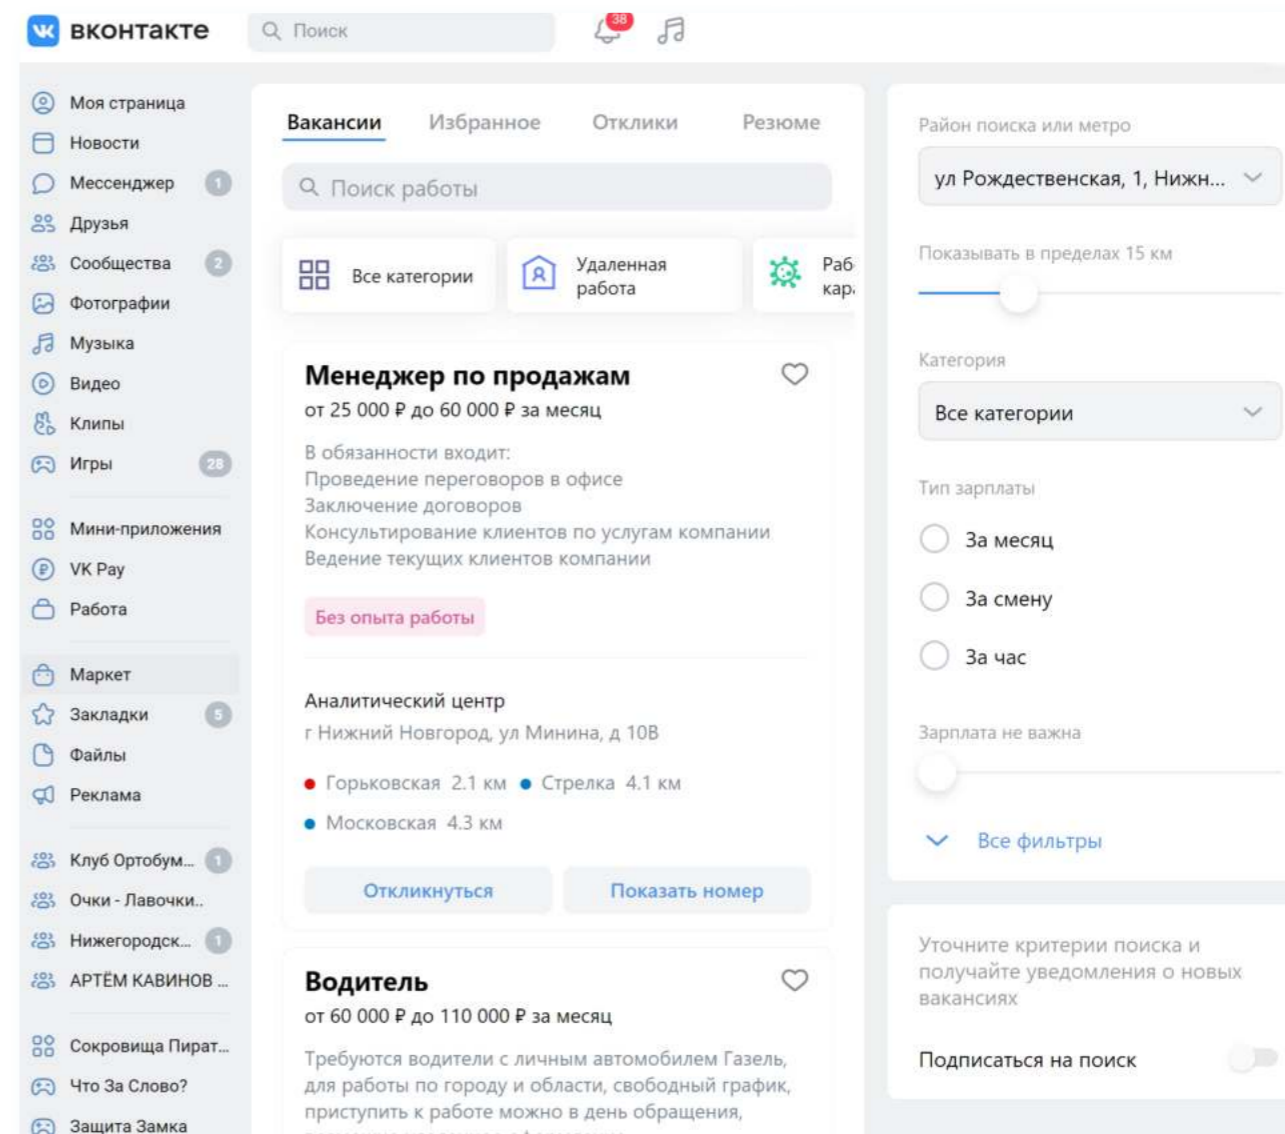 вконтакте
Поиск
38
Моя страница
Новости
Мессенджер 1
Друзья
Сообщества 2
Фотографии
Музыка
Видео
Клипы
Игры 28
Мини-приложения
VK Pay
Работа
Маркет
Закладки 5
Файлы
Реклама
Клуб Ортобум... 1
Очки - Лавочки..
Нижегородск... 1
АРТЁМ КАВИНОВ ...
Сокровища Пират...
Что За Слово?
Защита Замка
Вакансии Избранное Отклики Резюме
Поиск работы
Все категории
Удаленная
работа
Раб
кар
Менеджер по продажам
от 25 000 ₽ до 60 000 ₽ за месяц
В обязанности входит:
Проведение переговоров в офисе
Заключение договоров
Консультирование клиентов по услугам компании
Ведение текущих клиентов компании
Без опыта работы
Аналитический центр
г Нижний Новгород, ул Минина, д 10В
Горьковская 2.1 км Стрелка 4.1 км
Московская 4.3 км
Откликнуться Показать номер
Водитель
от 60 000 ₽ до 110 000 ₽ за месяц
Требуются водители с личным автомобилем Газель,
для работы по городу и области, свободный график,
приступить к работе можно в день обращения,
Район поиска или метро
ул Рождественская, 1, Нижн...
Показывать в пределах 15 км
Категория
Все категории
Тип зарплаты
За месяц
За смену
За час
Зарплата не важна
Все фильтры
Уточните критерии поиска и
получайте уведомления о новых
вакансиях
Подписаться на поиск